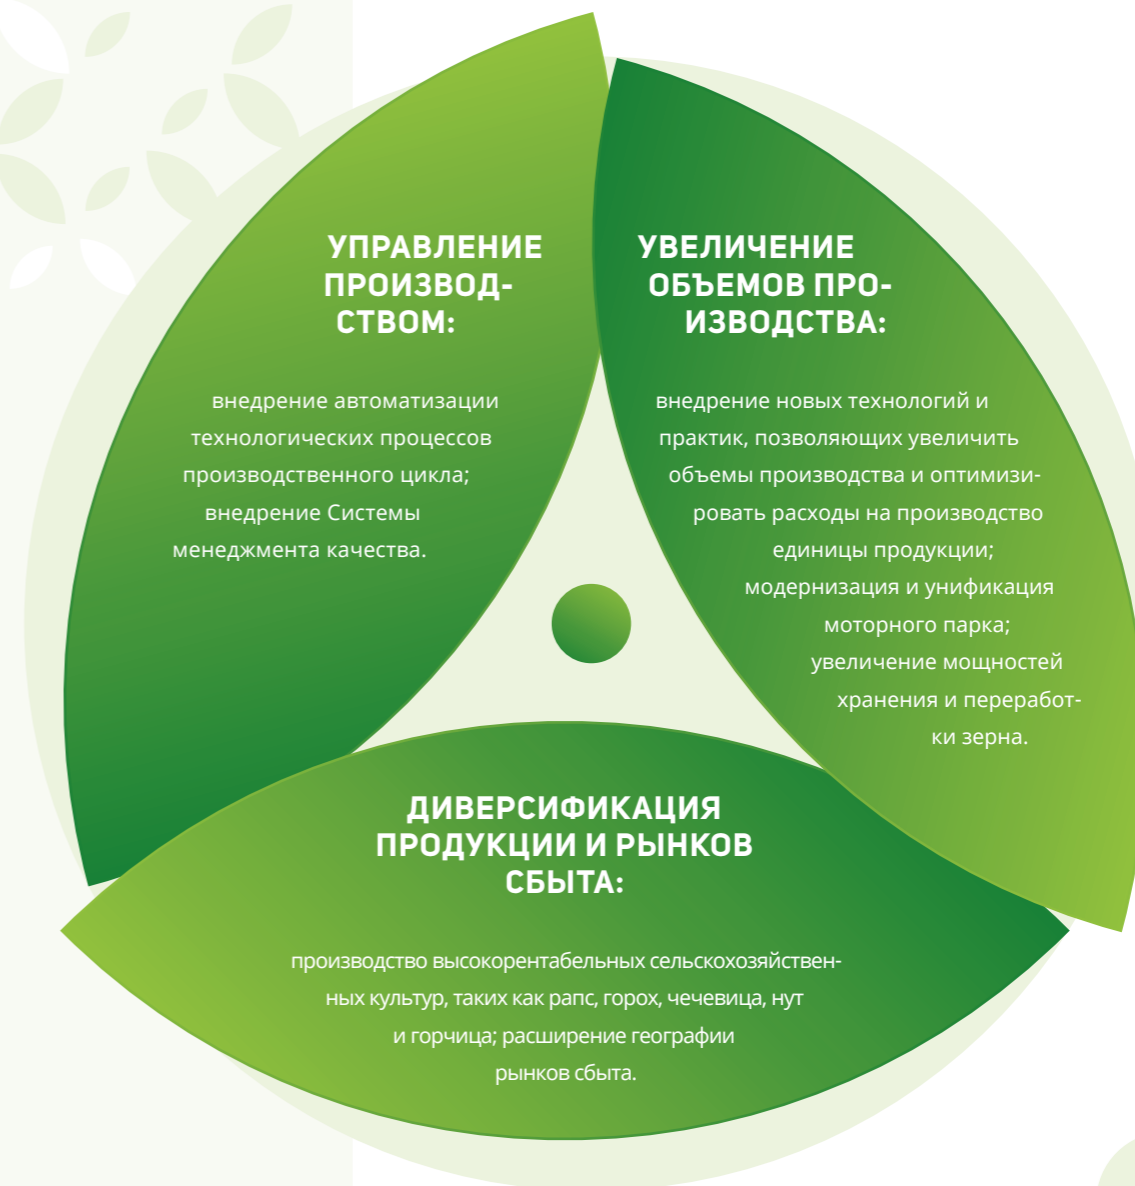 УПРАВЛЕНИЕ
ПРОИЗВОД-
СТВОМ:
внедрение автоматизации
технологических процессов
производственного цикла;
внедрение Системы
менеджмента качества.
УВЕЛИЧЕНИЕ
ОБЪЕМОВ ПРО-
ИЗВОДСТВА:
внедрение новых технологий и
практик, позволяющих увеличить
объемы производства и оптимизи-
ровать расходы на производство
единицы продукции;
модернизация и унификация
моторного парка;
увеличение мощностей
хранения и переработ-
ки зерна.
ДИВЕРСИФИКАЦИЯ
ПРОДУКЦИИ И РЫНКОВ
СБЫТА:
производство высокорентабельных сельскохозяйствен-
ных культур, таких как рапс, горох, чечевица, нут
и горчица; расширение географии
рынков сбыта.